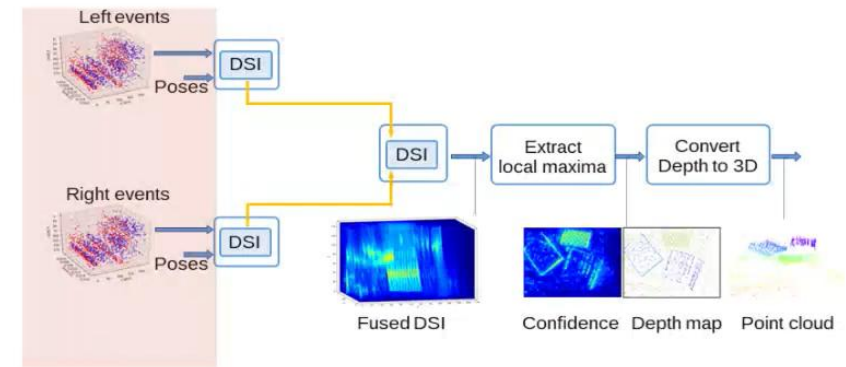 Left events
DSI
Poses
DSI
Extract
local maxima
Convert
Depth to 3D
Right events
DSI
Poses
Fused DSI
Confidence
Depth map
Point cloud